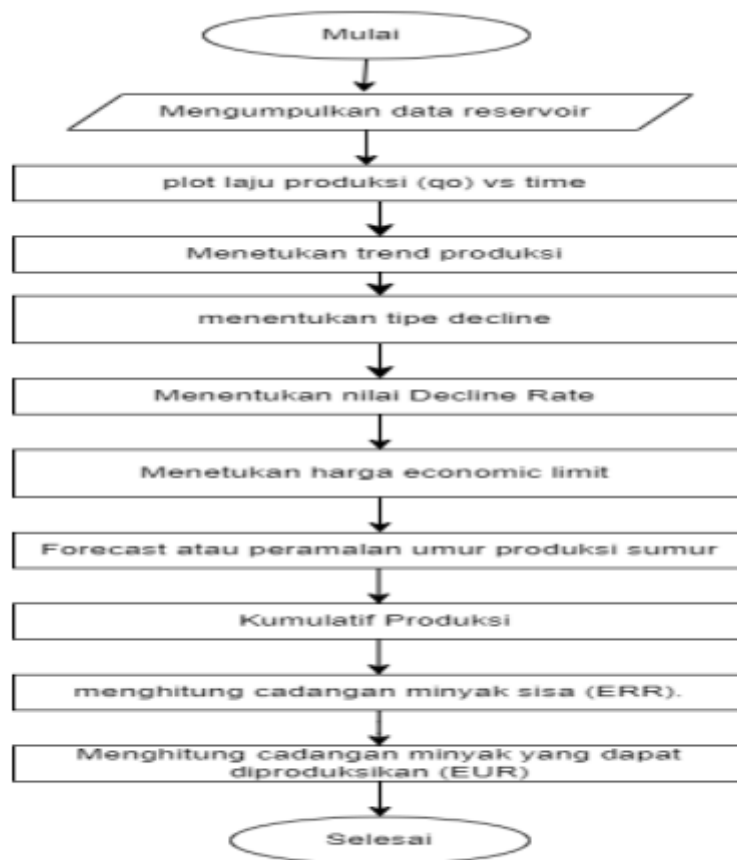 Mulai
Mengumpulkan data reservoir
plot laju produksi (qo) vs time
Menetukan trend produksi
menentukan tipe decline
Menentukan nilai Decline Rate
Menetukan harga economic limit
Forecast atau peramalan umur produksi sumur
Kumulatif Produksi
menghitung cadangan minyak sisa (ERR).
Menghitung cadangan minyak yang dapat
diproduksikan (EUR)
Selesai